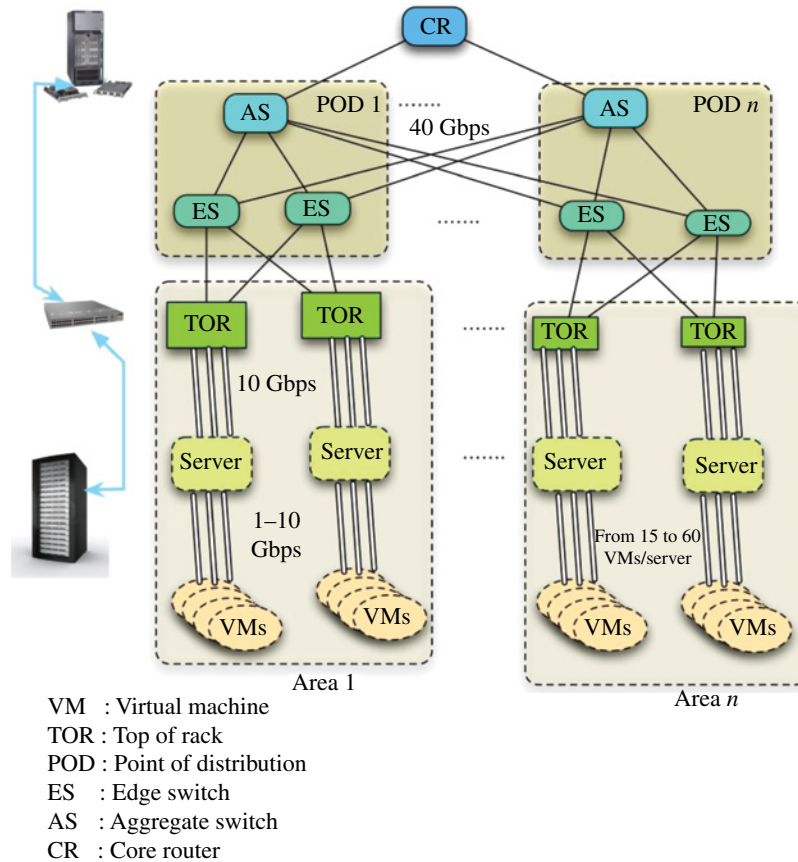 CR
POD 1
.......
POD n
AS
AS
40 Gbps
ES
ES
.......
ES
ES
TOR
TOR
.......
TOR
TOR
10 Gbps
Server
Server
.......
Server
Server
1–10
Gbps
From 15 to 60
VMs/server
VMs
VMs
VMs
VMs
Area 1
Area n
VM : Virtual machine
TOR : Top of rack
POD : Point of distribution
ES : Edge switch
AS : Aggregate switch
CR : Core router